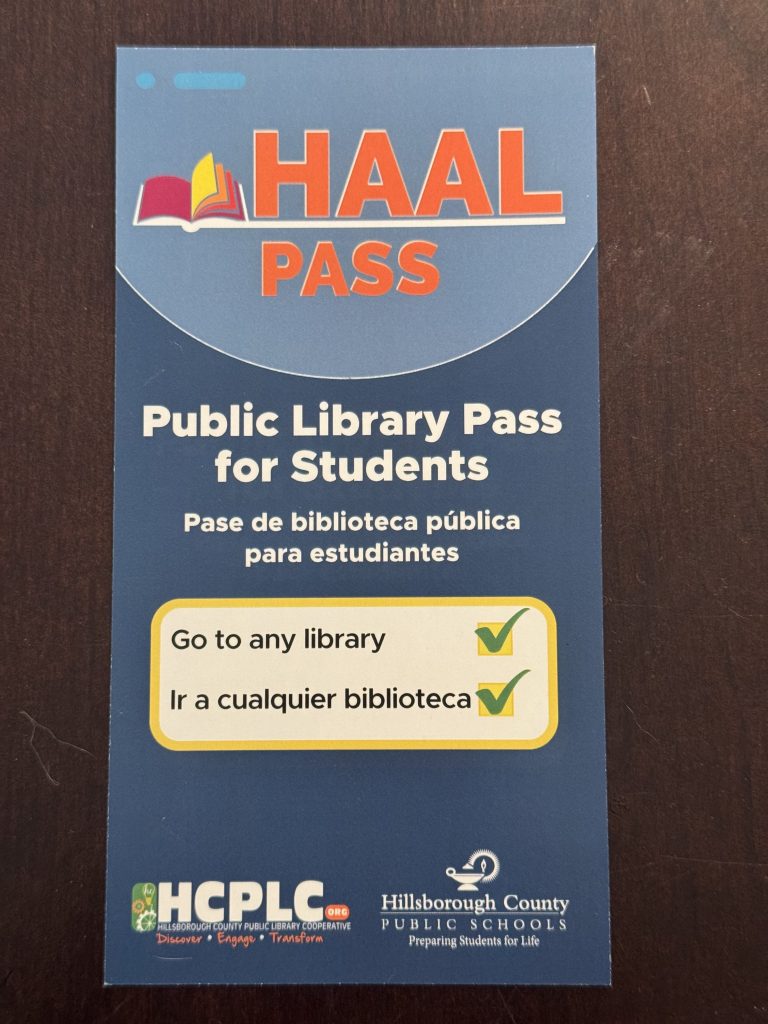 HAAL
PASS
Public Library Pass
for Students
Pase de biblioteca pública
para estudiantes
Go to any library
Ir a cualquier biblioteca
HCPLC.ORG
HILLSBOROUGH COUNTY PUBLIC LIBRARY COOPERATIVE
Discover • Engage • Transform
Hillsborough County
PUBLIC SCHOOLS
Preparing Students for Life